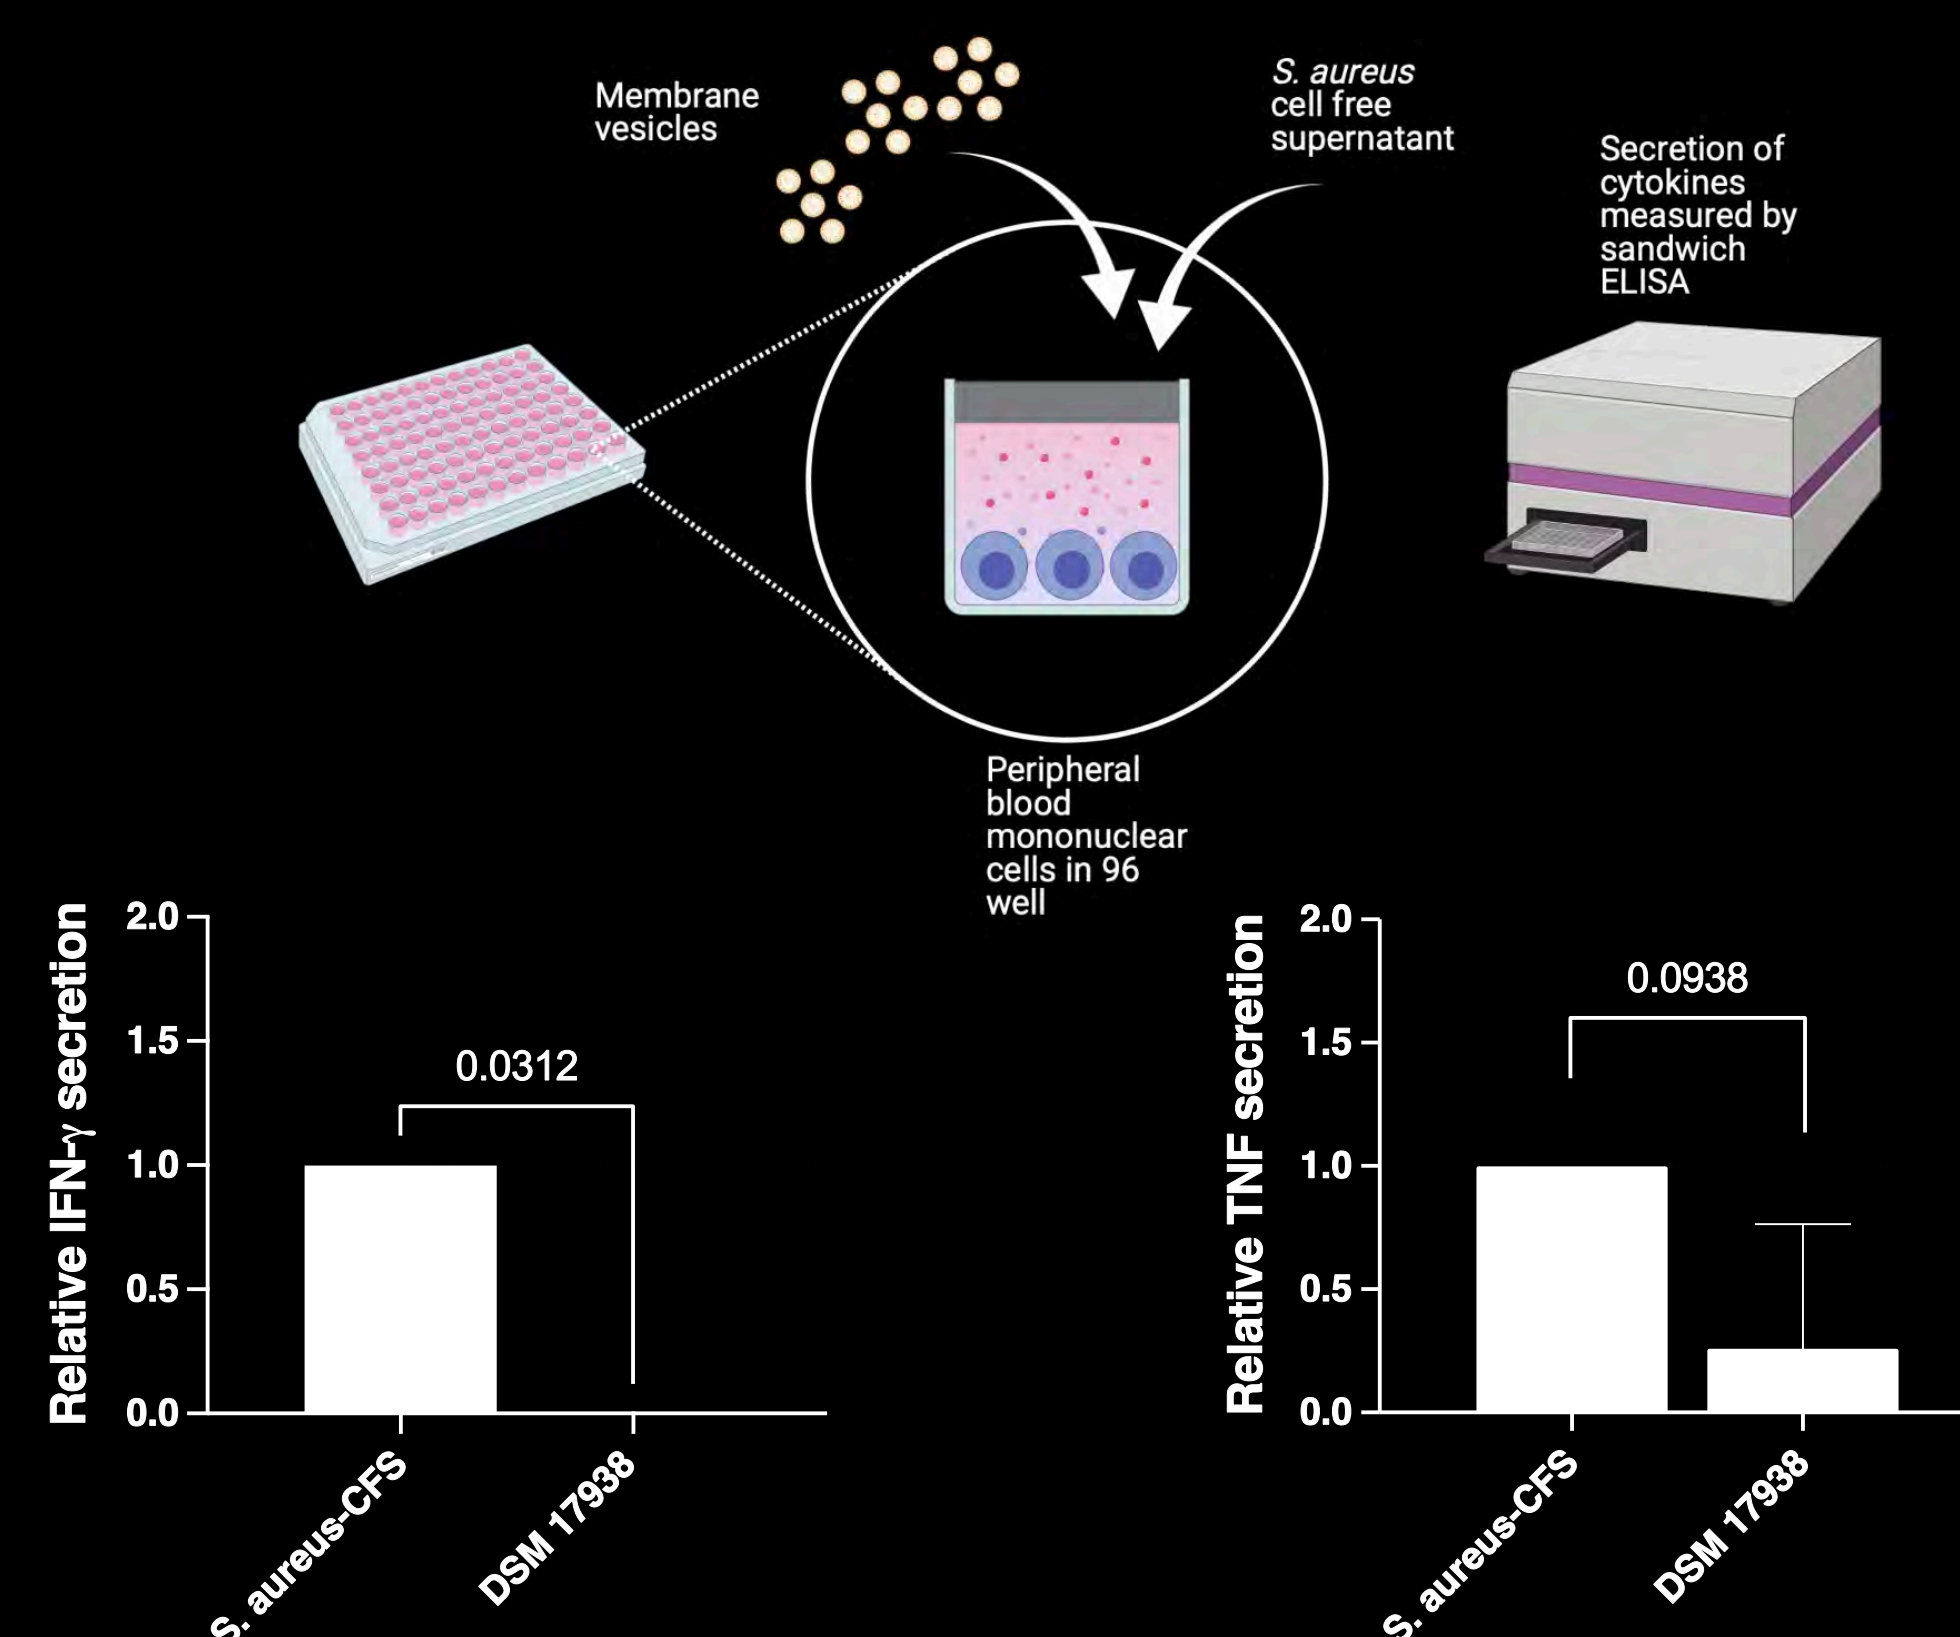 Membrane
vesicles
S. aureus
cell free
supernatant
Secretion of
cytokines
measured by
sandwich
ELISA
Peripheral
blood
mononuclear
cells in 96
well
Relative IFN-γ secretion
2.0
1.5
1.0
0.5
0.0
0.0312
S. aureus-CFS
DSM 17938
Relative TNF secretion
2.0
1.5
1.0
0.5
0.0
0.0938
S. aureus-CFS
DSM 17938